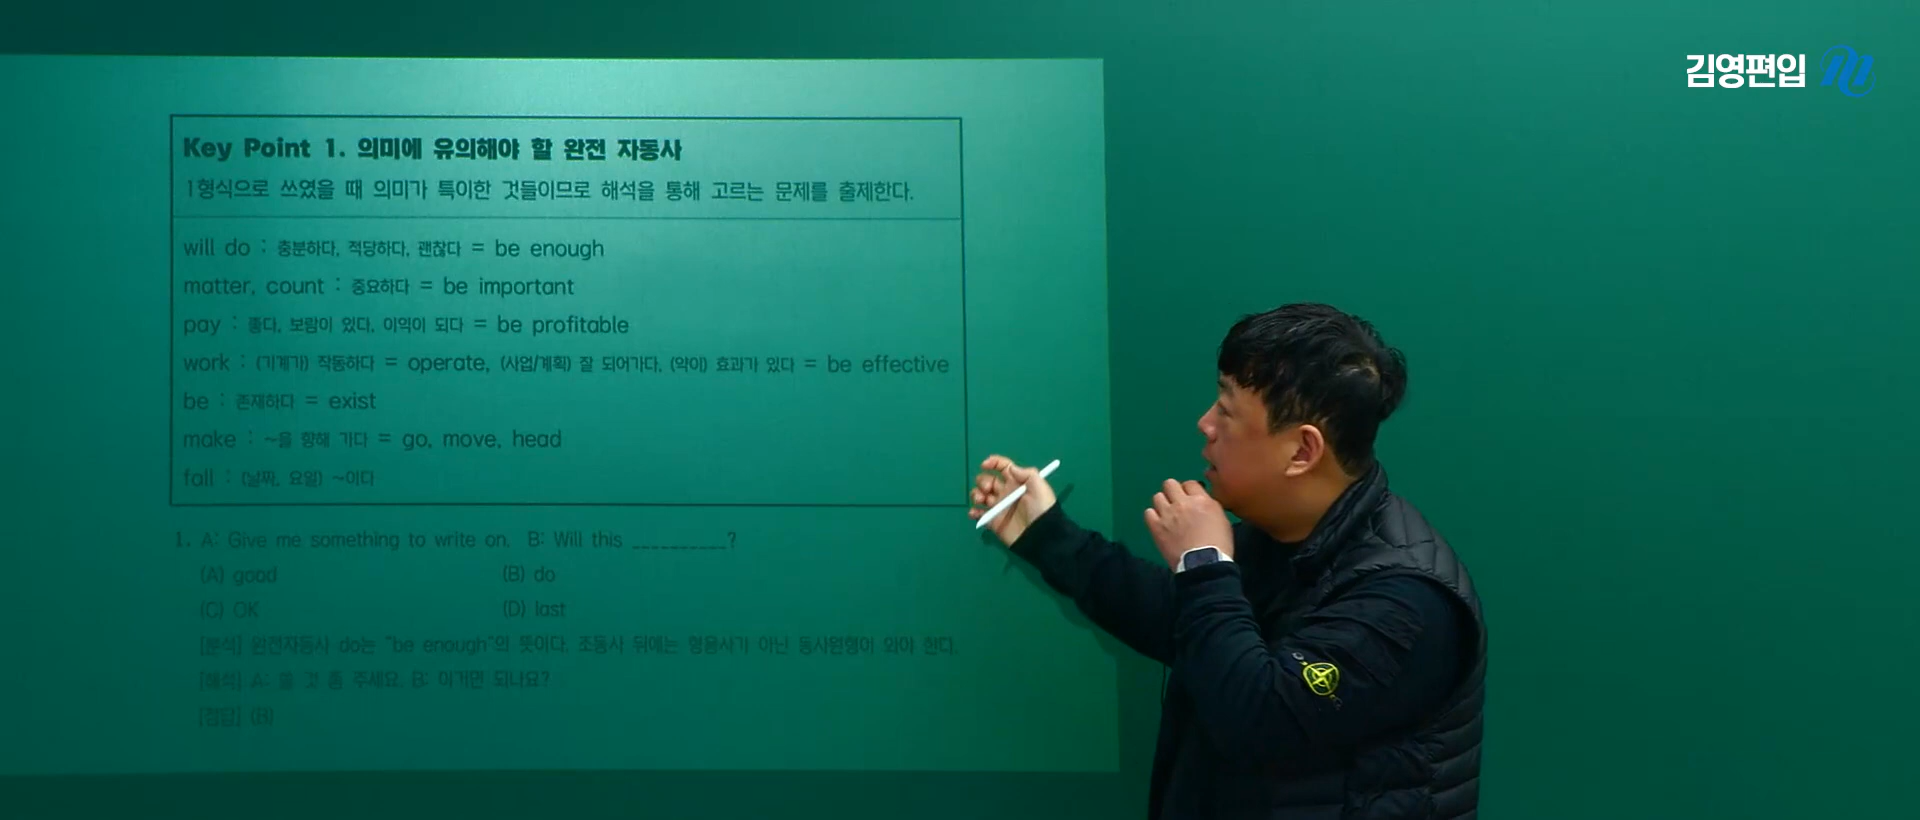 김영편입
Key Point 1. 의미에 유의해야 할 완전 자동사
1형식으로 쓰였을 때 의미가 특이한 것들이므로 해석을 통해 고르는 문제를 출제한다.
will do : 충분하다, 적당하다, 괜찮다 = be enough
matter, count : 중요하다 = be important
pay : 좋다, 보람이 있다, 이익이 되다 = be profitable
work : (기계가) 작동하다 = operate, (사업/계획) 잘 되어가다, (약이) 효과가 있다 = be effective
be : 존재하다 = exist
make : ~을 향해 가다 = go, move, head
fall : (날짜, 요일) ~이다
1. A: Give me something to write on. B: Will this __________?
(A) good (B) do
(C) OK (D) last
[분석] 완전자동사 do는 "be enough"의 뜻이다. 조동사 뒤에는 형용사가 아닌 동사원형이 와야 한다.
[해석] A: 쓸 것 좀 주세요. B: 이거면 되나요?
[정답] (B)